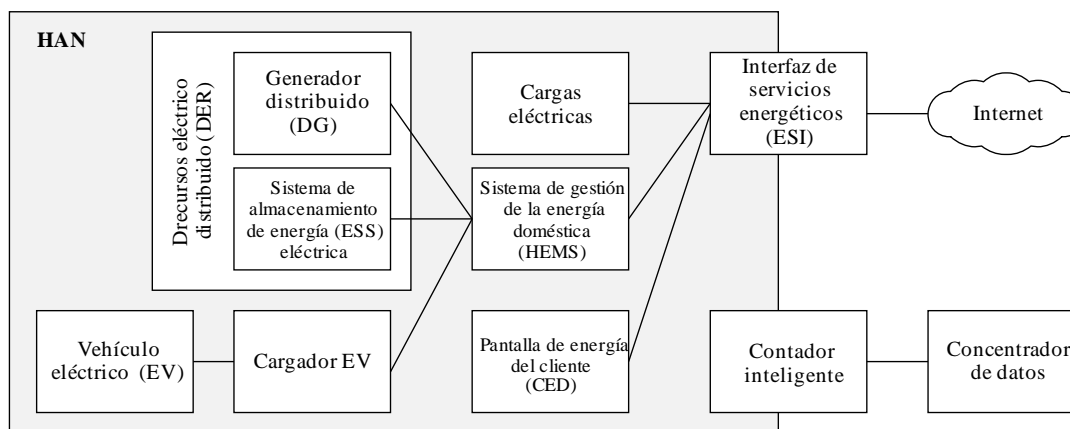 HAN
Drecursos eléctrico
distribuido (DER)
Generador
distribuido
(DG)
Cargas
eléctricas
Interfaz de
servicios
energéticos
(ESI)
Internet
Sistema de
almacenamiento
de energía (ESS)
eléctrica
Sistema de gestión
de la energía
doméstica
(HEMS)
Vehículo
eléctrico (EV)
Cargador EV
Pantalla de energía
del cliente
(CED)
Contador
inteligente
Concentrador
de datos